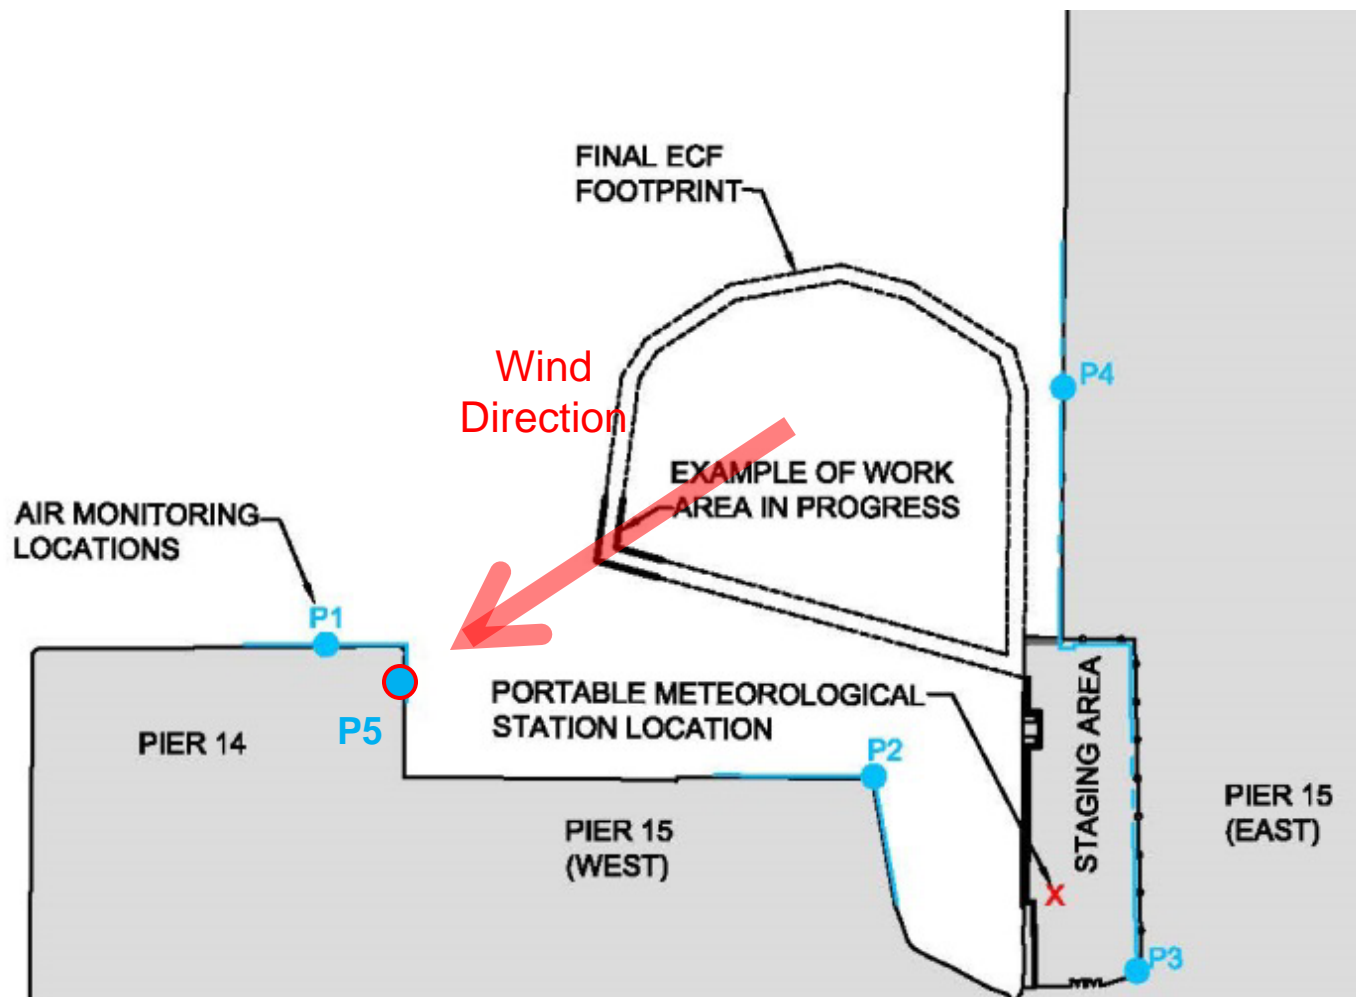 FINAL ECF
FOOTPRINT
Wind
Direction
P4
EXAMPLE OF WORK
AREA IN PROGRESS
AIR MONITORING
LOCATIONS
P1
P5
PIER 14
PORTABLE METEOROLOGICAL
STATION LOCATION
P2
STAGING AREA
PIER 15
(WEST)
PIER 15
(EAST)
X
P3